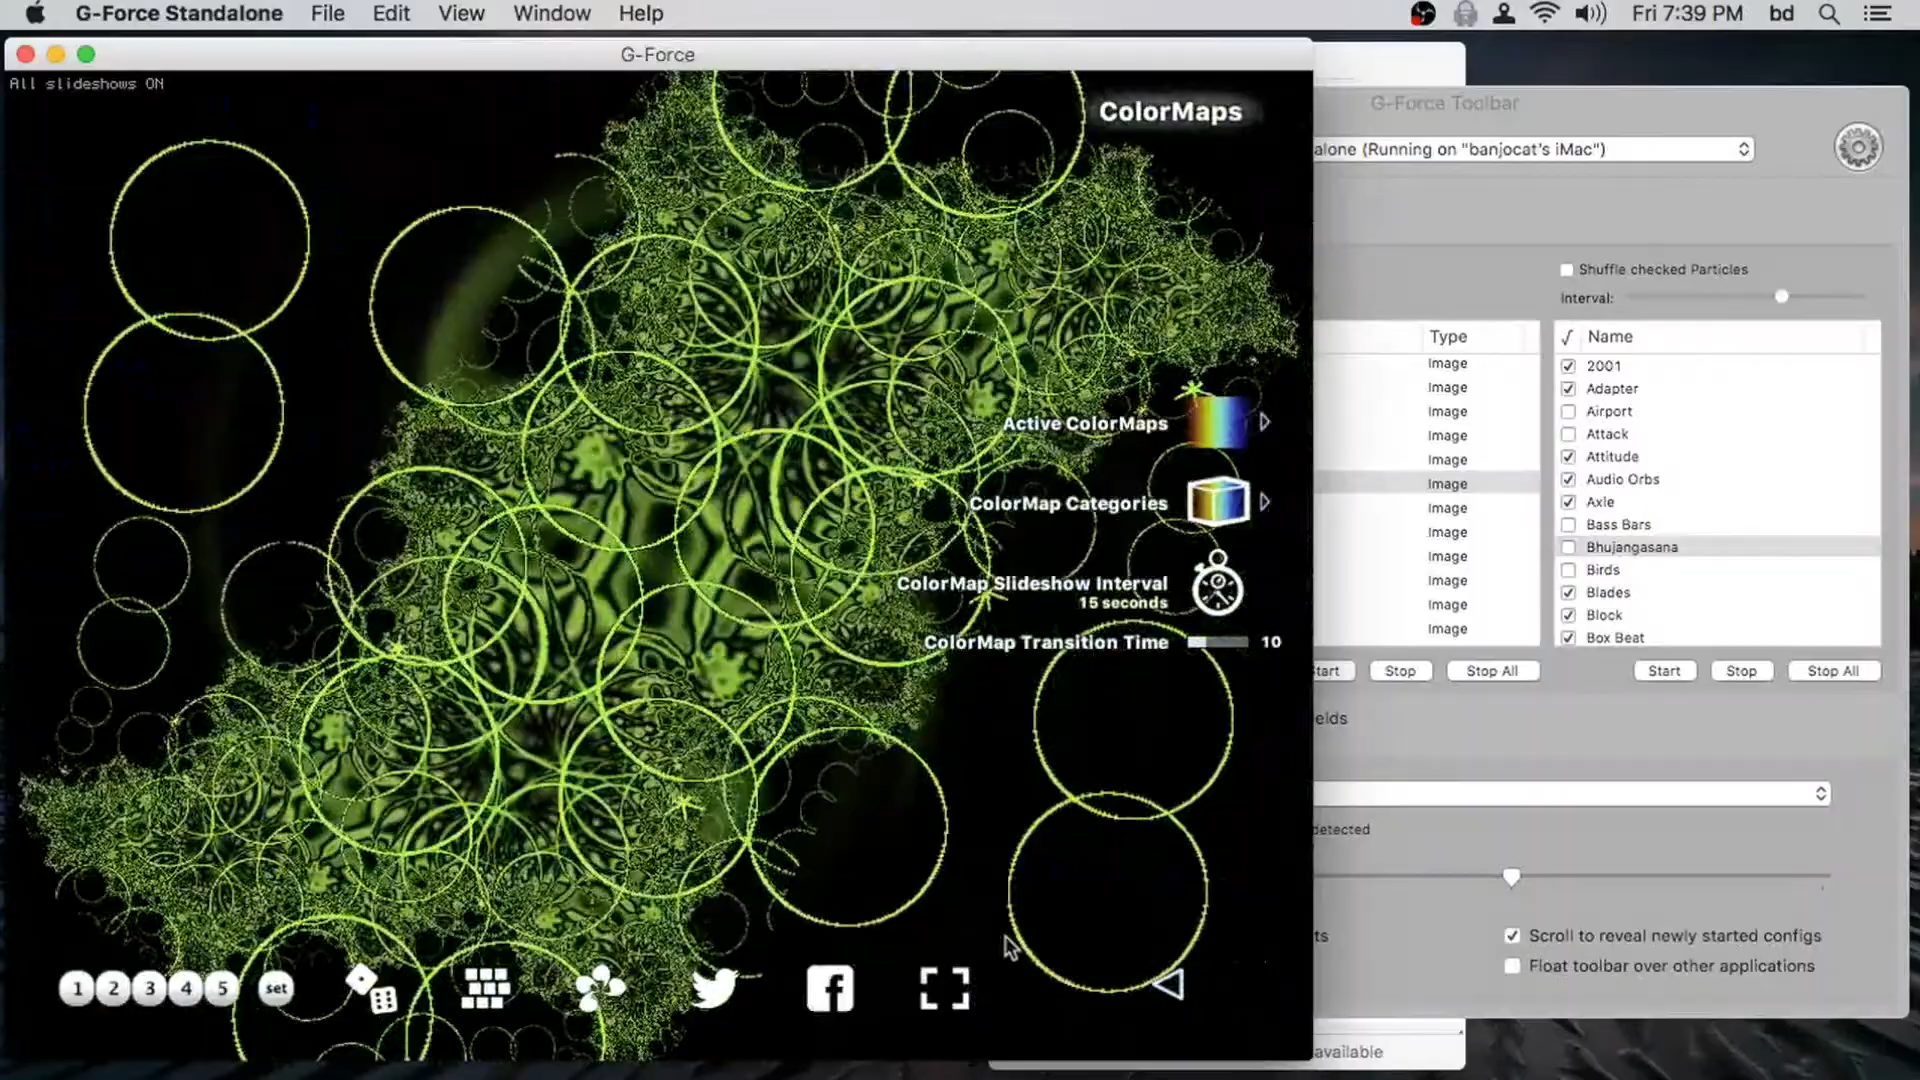 G-Force Standalone File Edit View Window Help Fri 7:39 PM bd
G-Force
All slideshows ON
ColorMaps
Active ColorMaps
ColorMap Categories
ColorMap Slideshow Interval
15 seconds
ColorMap Transition Time 10
1 2 3 4 5 set
G-Force Toolbar
alone (Running on "banjocat's iMac")
Shuffle checked Particles
Interval:
Type
Image
Image
Image
Image
Image
Image
Image
Image
Image
Image
Image
Image
√ Name
2001
Adapter
Airport
Attack
Attitude
Audio Orbs
Axle
Bass Bars
Bhujangasana
Birds
Blades
Block
Box Beat
tart Stop Stop All
Start Stop Stop All
elds
detected
ts
Scroll to reveal newly started configs
Float toolbar over other applications
available